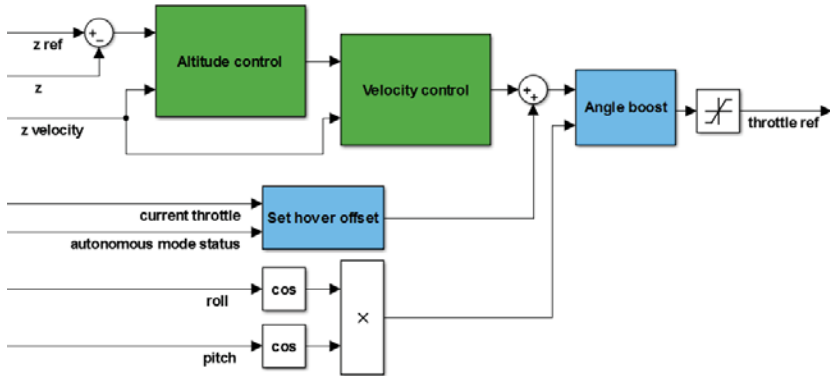 z ref
+
−
Altitude control
z
Velocity control
z velocity
+
+
Angle boost
throttle ref
current throttle
Set hover offset
autonomous mode status
roll
cos
×
pitch
cos